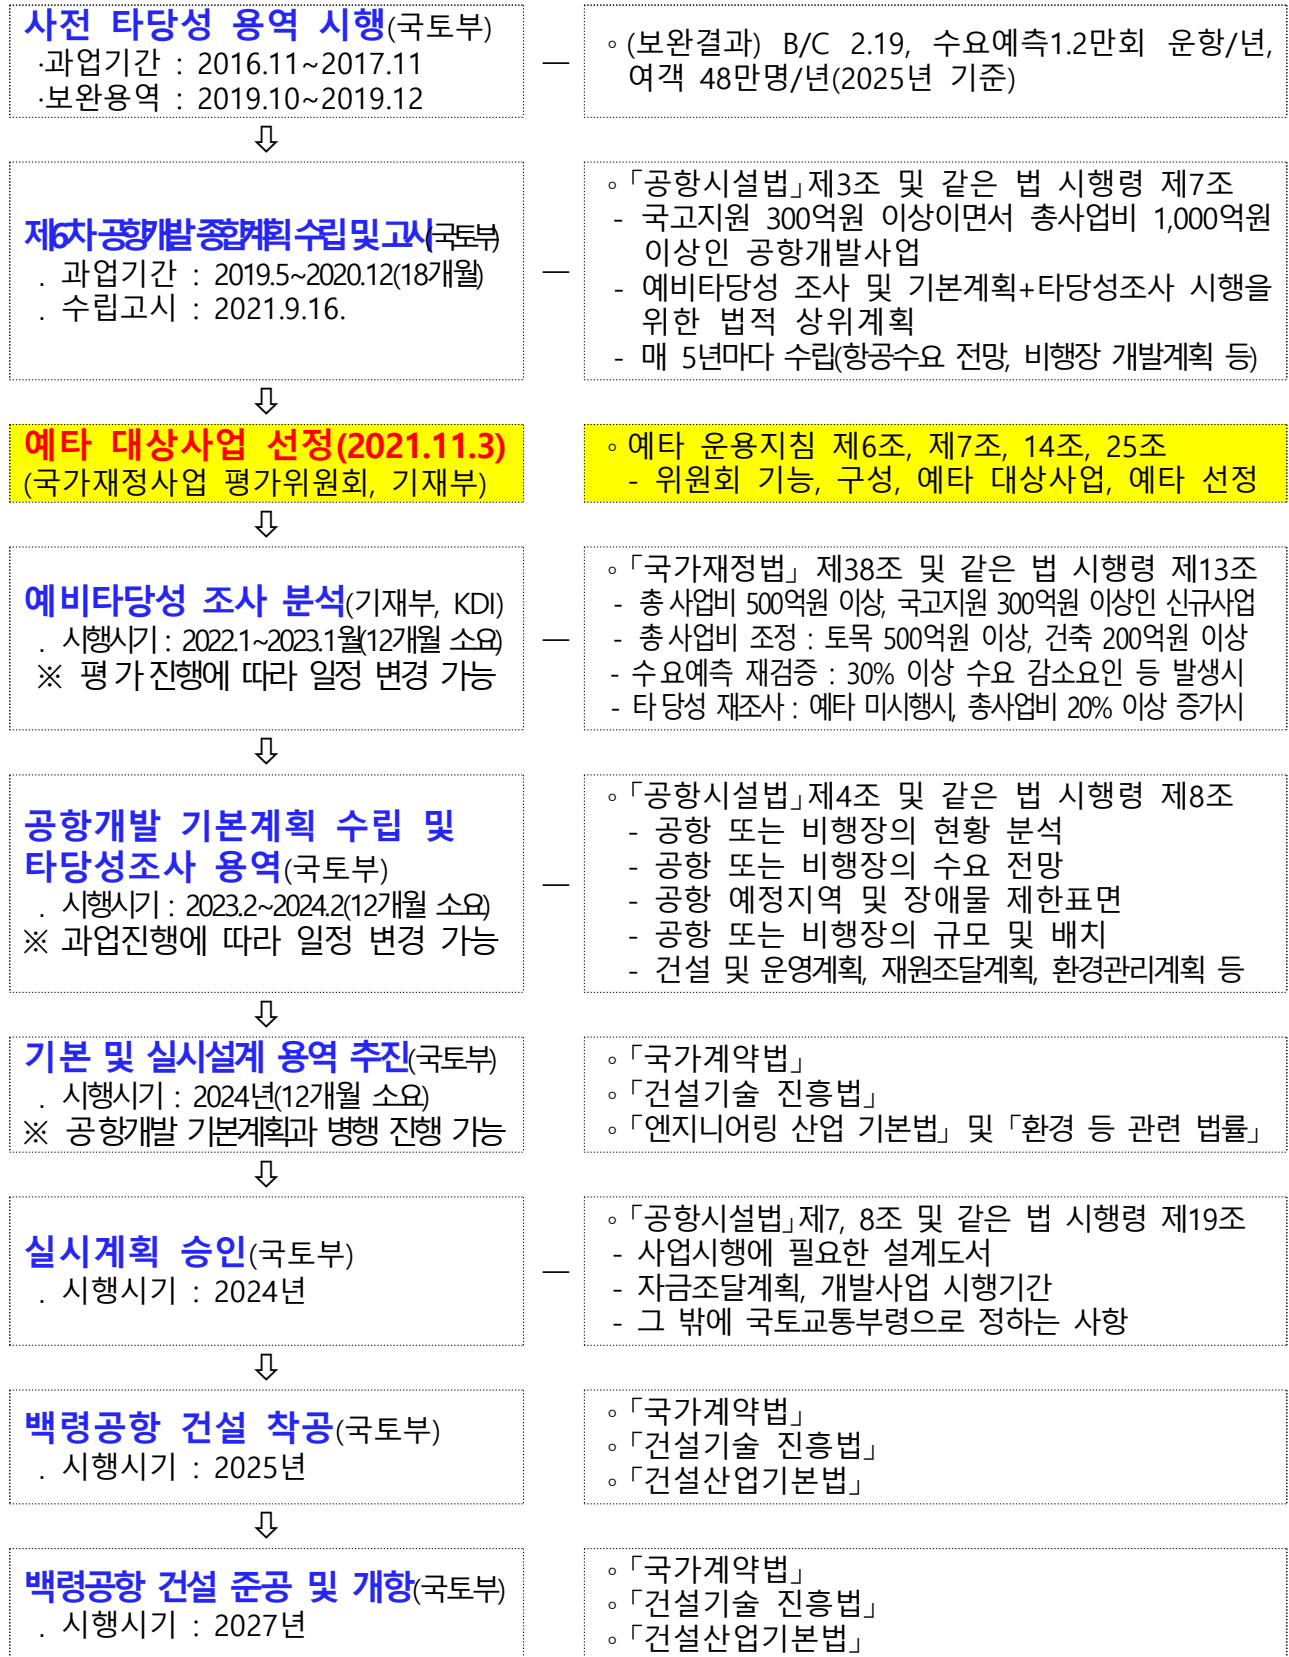 사전 타당성 용역 시행(국토부)
·과업기간 : 2016.11~2017.11
·보완용역 : 2019.10~2019.12
—
◦ (보완결과) B/C 2.19, 수요예측1.2만회 운항/년,
여객 48만명/년(2025년 기준)
⇩
제6차 공항개발 종합계획 수립 및 고시(국토부)
. 과업기간 : 2019.5~2020.12(18개월)
. 수립고시 : 2021.9.16.
—
◦「공항시설법」제3조 및 같은 법 시행령 제7조
- 국고지원 300억원 이상이면서 총사업비 1,000억원
이상인 공항개발사업
- 예비타당성 조사 및 기본계획+타당성조사 시행을
위한 법적 상위계획
- 매 5년마다 수립(항공수요 전망, 비행장 개발계획 등)
⇩
예타 대상사업 선정(2021.11.3)
(국가재정사업 평가위원회, 기재부)
◦ 예타 운용지침 제6조, 제7조, 14조, 25조
- 위원회 기능, 구성, 예타 대상사업, 예타 선정
⇩
예비타당성 조사 분석(기재부, KDI)
. 시행시기 : 2022.1~2023.1월(12개월 소요)
※ 평가진행에 따라 일정 변경 가능
—
◦「국가재정법」 제38조 및 같은 법 시행령 제13조
- 총사업비 500억원 이상, 국고지원 300억원 이상인 신규사업
- 총사업비 조정 : 토목 500억원 이상, 건축 200억원 이상
- 수요예측 재검증 : 30% 이상 수요 감소요인 등 발생시
- 타당성 재조사 : 예타 미시행시, 총사업비 20% 이상 증가시
⇩
공항개발 기본계획 수립 및
타당성조사 용역(국토부)
. 시행시기 : 2023.2~2024.2(12개월 소요)
※ 과업진행에 따라 일정 변경 가능
—
◦「공항시설법」제4조 및 같은 법 시행령 제8조
- 공항 또는 비행장의 현황 분석
- 공항 또는 비행장의 수요 전망
- 공항 예정지역 및 장애물 제한표면
- 공항 또는 비행장의 규모 및 배치
- 건설 및 운영계획, 재원조달계획, 환경관리계획 등
⇩
기본 및 실시설계 용역 추진(국토부)
. 시행시기 : 2024년(12개월 소요)
※ 공항개발 기본계획과 병행 진행 가능
◦「국가계약법」
◦「건설기술 진흥법」
◦「엔지니어링 산업 기본법」 및「환경 등 관련 법률」
⇩
실시계획 승인(국토부)
. 시행시기 : 2024년
—
◦「공항시설법」제7, 8조 및 같은 법 시행령 제19조
- 사업시행에 필요한 설계도서
- 자금조달계획, 개발사업 시행기간
- 그 밖에 국토교통부령으로 정하는 사항
⇩
백령공항 건설 착공(국토부)
. 시행시기 : 2025년
◦「국가계약법」
◦「건설기술 진흥법」
◦「건설산업기본법」
⇩
백령공항 건설 준공 및 개항(국토부)
. 시행시기 : 2027년
◦「국가계약법」
◦「건설기술 진흥법」
◦「건설산업기본법」